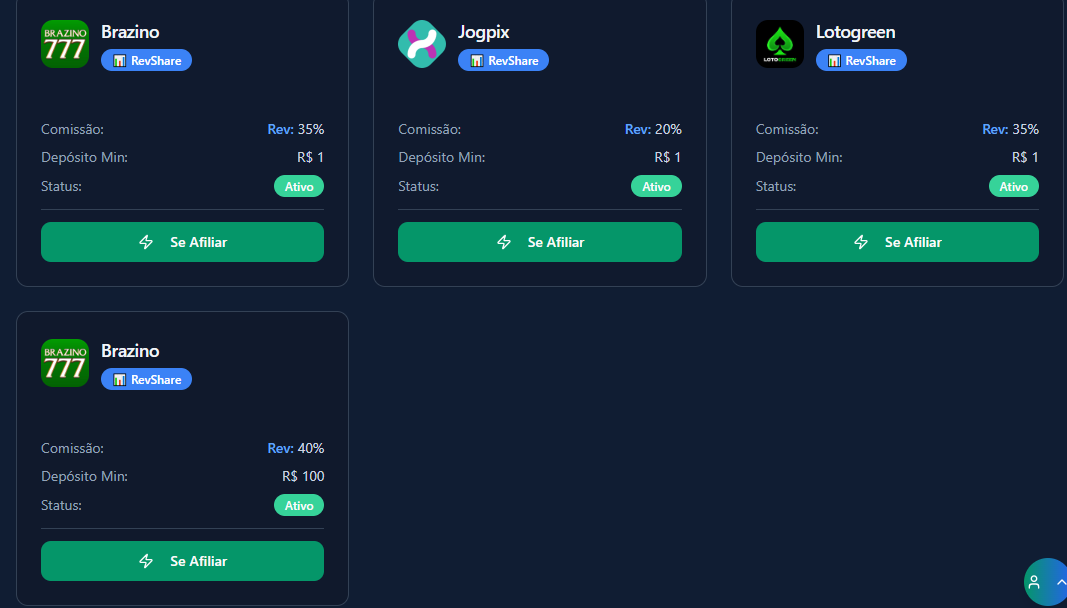 BRAZINO
777
Brazino
RevShare
Comissão:
Rev: 35%
Depósito Min:
R$ 1
Status:
Ativo
Se Afiliar
Jogpix
RevShare
Comissão:
Rev: 20%
Depósito Min:
R$ 1
Status:
Ativo
Se Afiliar
LOTOGREEN
Lotogreen
RevShare
Comissão:
Rev: 35%
Depósito Min:
R$ 1
Status:
Ativo
Se Afiliar
BRAZINO
777
Brazino
RevShare
Comissão:
Rev: 40%
Depósito Min:
R$ 100
Status:
Ativo
Se Afiliar